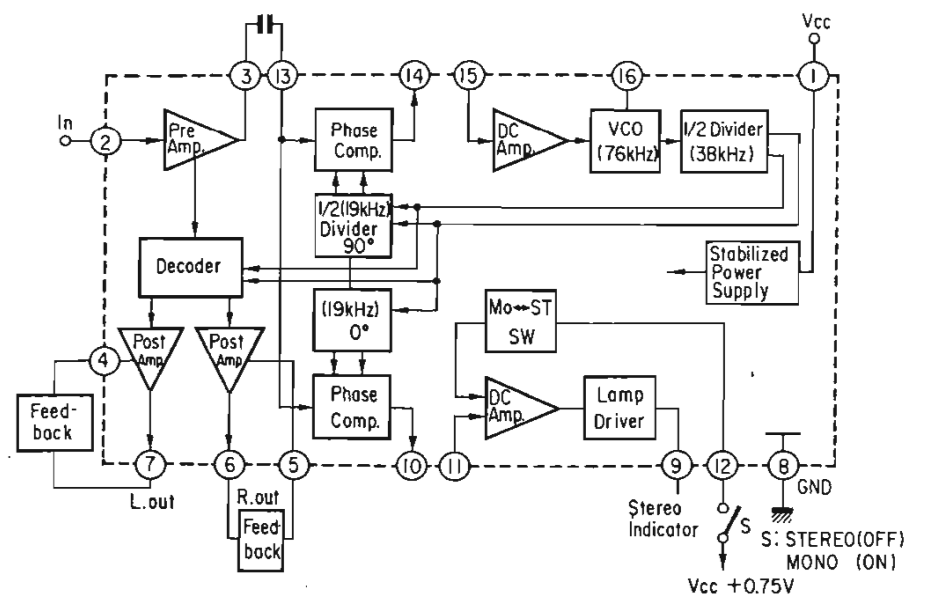 Vcc
3
13
14
15
16
1
In
2
Pre
Amp.
Phase
Comp.
DC
Amp.
VCO
(76kHz)
1/2 Divider
(38kHz)
1/2(19kHz)
Divider
90°
Decoder
Stabilized
Power
Supply
(19kHz)
0°
Mo↔ST
SW
4
Post
Amp
Post
Amp.
Feed-
back
Phase
Comp.
DC
Amp.
Lamp
Driver
7
6
5
10
11
9
12
8
L.out
R.out
GND
Feed-
back
Stereo
Indicator
S
S: STEREO(OFF)
MONO (ON)
Vcc +0.75V